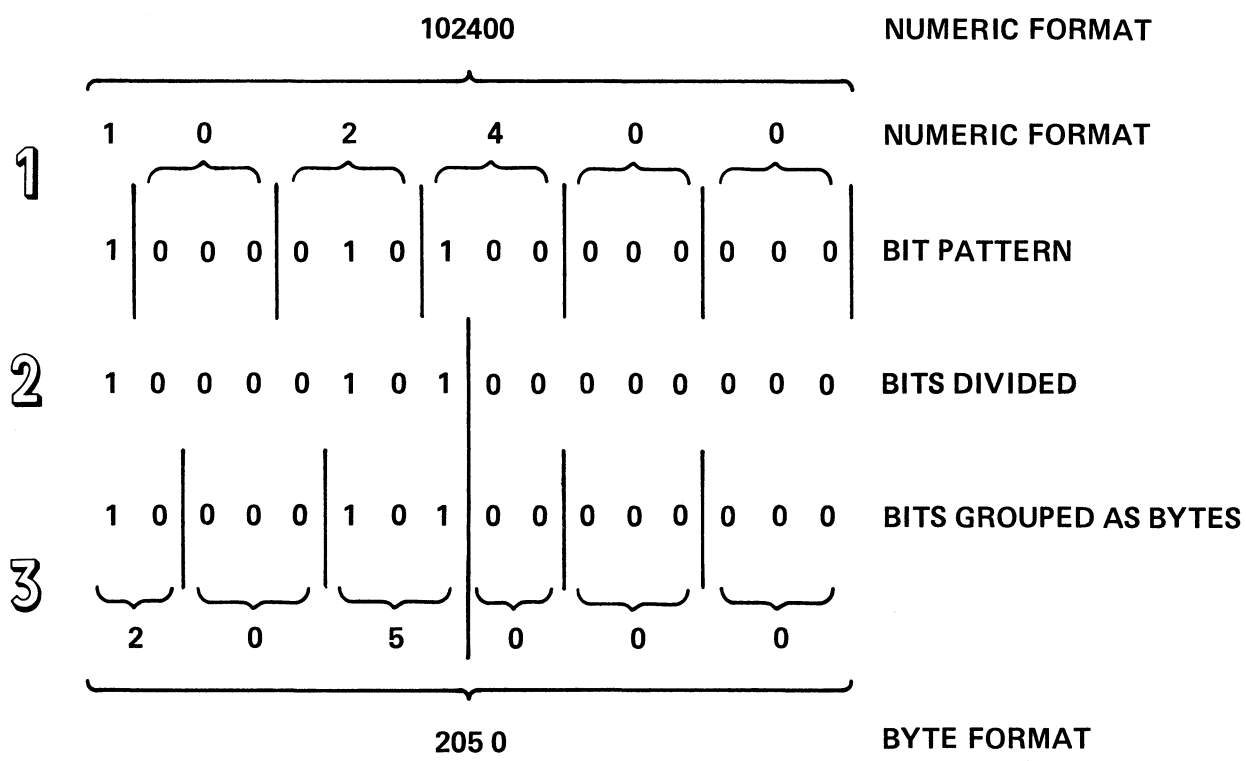 102400 NUMERIC FORMAT
1 0 2 4 0 0 NUMERIC FORMAT
1
1 0 0 0 0 1 0 1 0 0 0 0 0 0 0 0 BIT PATTERN
2 1 0 0 0 0 1 0 1 0 0 0 0 0 0 0 0 BITS DIVIDED
1 0 0 0 0 1 0 1 0 0 0 0 0 0 0 0 BITS GROUPED AS BYTES
3
2 0 5 0 0 0
205 0 BYTE FORMAT